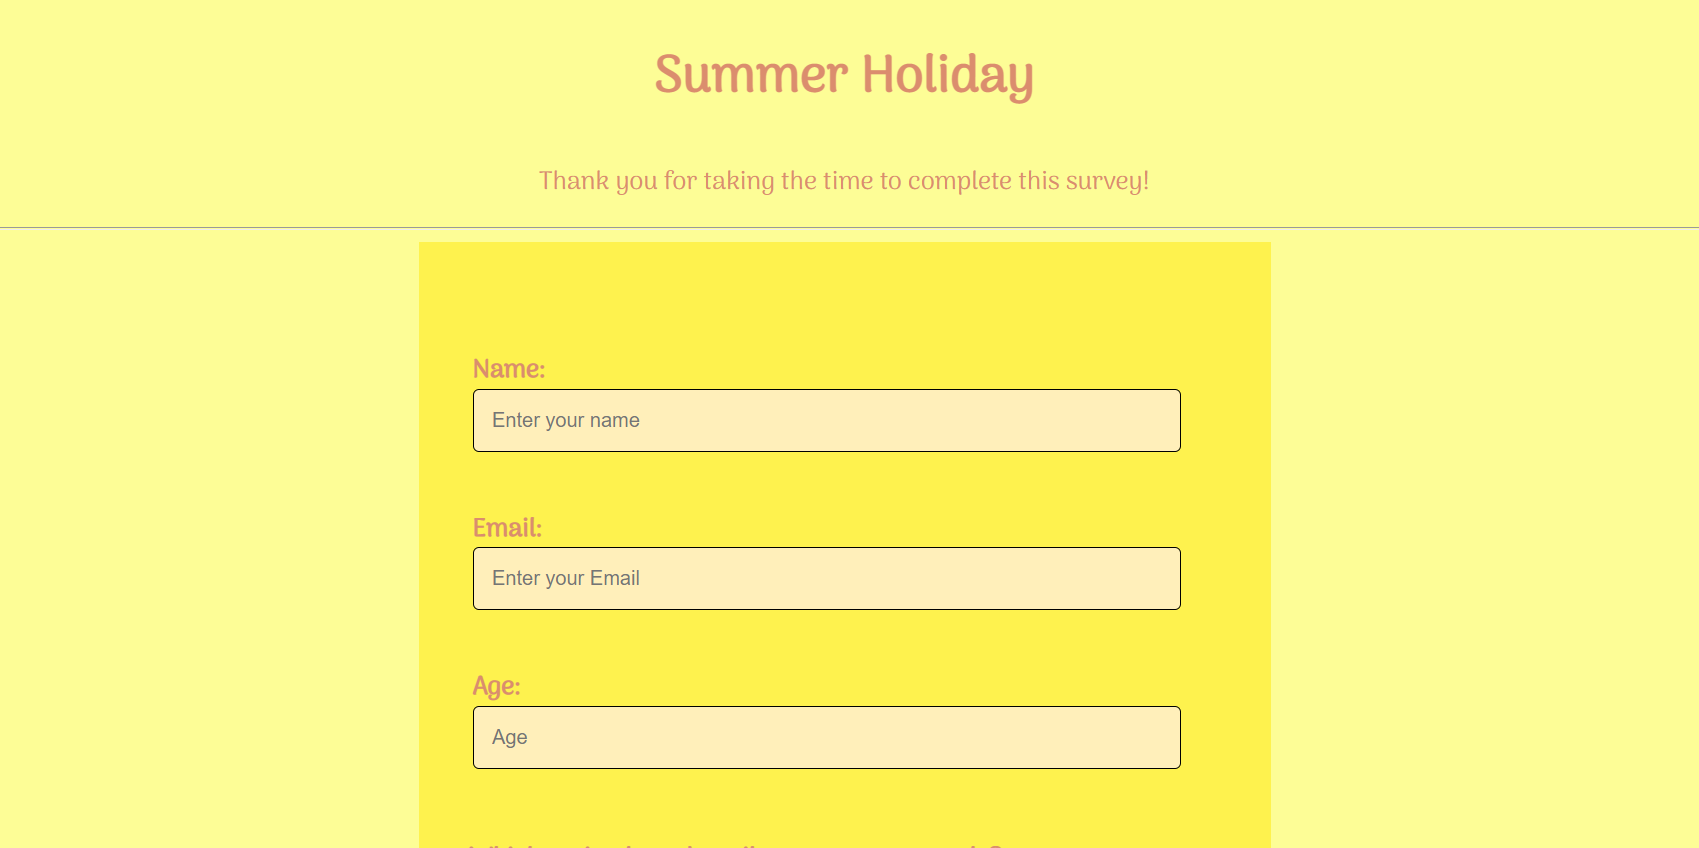 Summer Holiday
Thank you for taking the time to complete this survey!
Name:
Enter your name
Email:
Enter your Email
Age:
Age